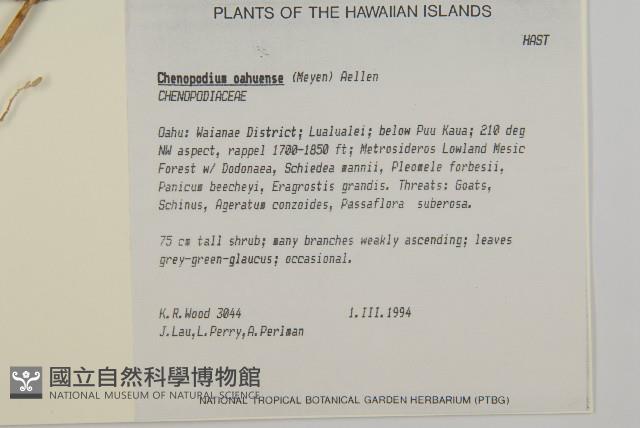 PLANTS OF THE HAWAIIAN ISLANDS
HAST
Chenopodium oahuense (Meyen) Aellen
CHENOPODIACEAE
Oahu: Waianae District; Lualualei; below Puu Kaua; 210 deg
NW aspect, rappel 1700-1850 ft; Metrosideros Lowland Mesic
Forest w/ Dodonaea, Schiedea mannii, Pleomele forbesii,
Panicum beecheyi, Eragrostis grandis. Threats: Goats,
Schinus, Ageratum conzoides, Passaflora suberosa.
75 cm tall shrub; many branches weakly ascending; leaves
grey-green-glaucus; occasional.
K.R.Wood 3044 1.III.1994
J.Lau,L.Perry,A.Perlman
國立自然科學博物館
NATIONAL MUSEUM OF NATURAL SCIENCE
NATIONAL TROPICAL BOTANICAL GARDEN HERBARIUM (PTBG)